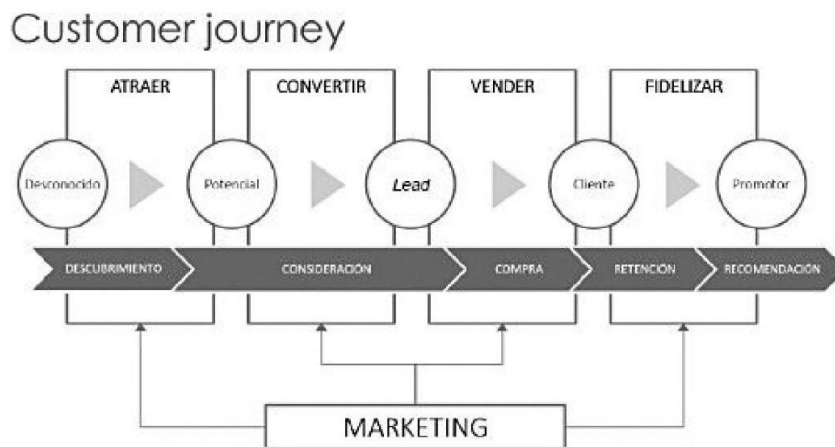 Customer journey
ATRAER CONVERTIR VENDER FIDELIZAR
Desconocido Potencial Lead Cliente Promotor
DESCUBRIMIENTO CONSIDERACIÓN COMPRA RETENCIÓN RECOMENDACIÓN
MARKETING